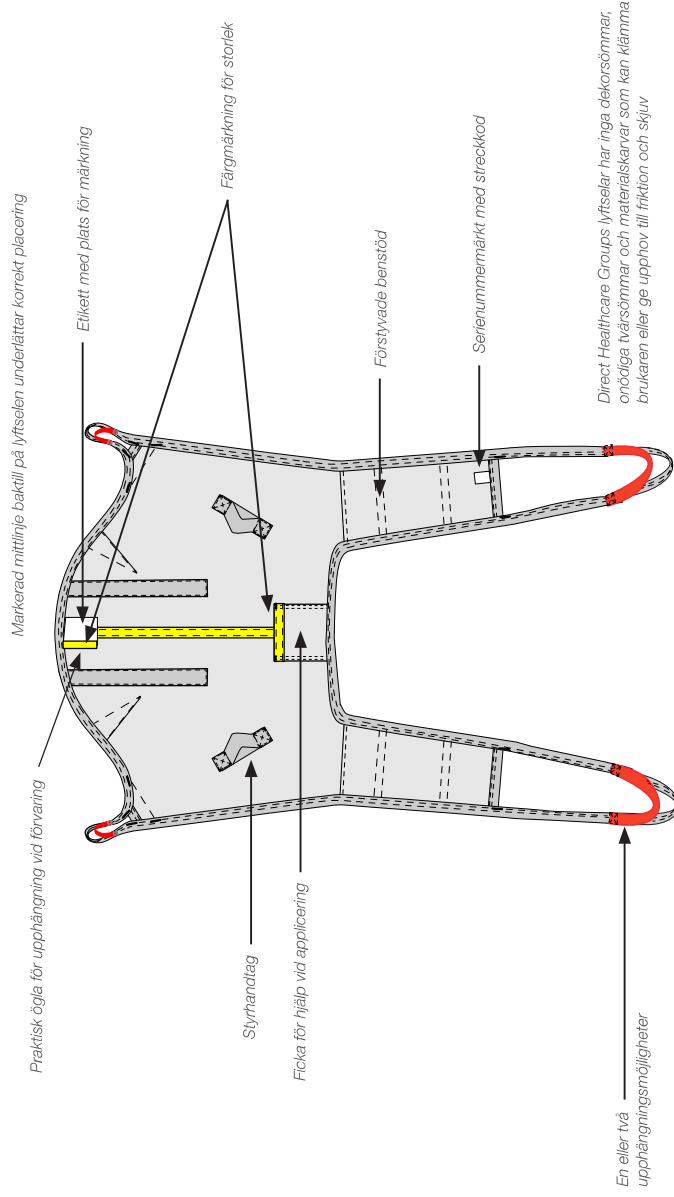 Praktisk ögla för upphängning vid förvaring
Markerad mittlinje baktill på lyftselen underlättar korrekt placering
Etikett med plats för märkning
Färgmärkning för storlek
Styrhandtag
Ficka för hjälp vid applicering
Förstyvade benstöd
Serienummermärkt med streckkod
En eller två
upphängningsmöjligheter
Direct Healthcare Groups lyftselar har inga dekorsömmar,
onödiga tvärsömmar och materialskarvar som kan klämma
brukaren eller ge upphov till friktion och skjuv